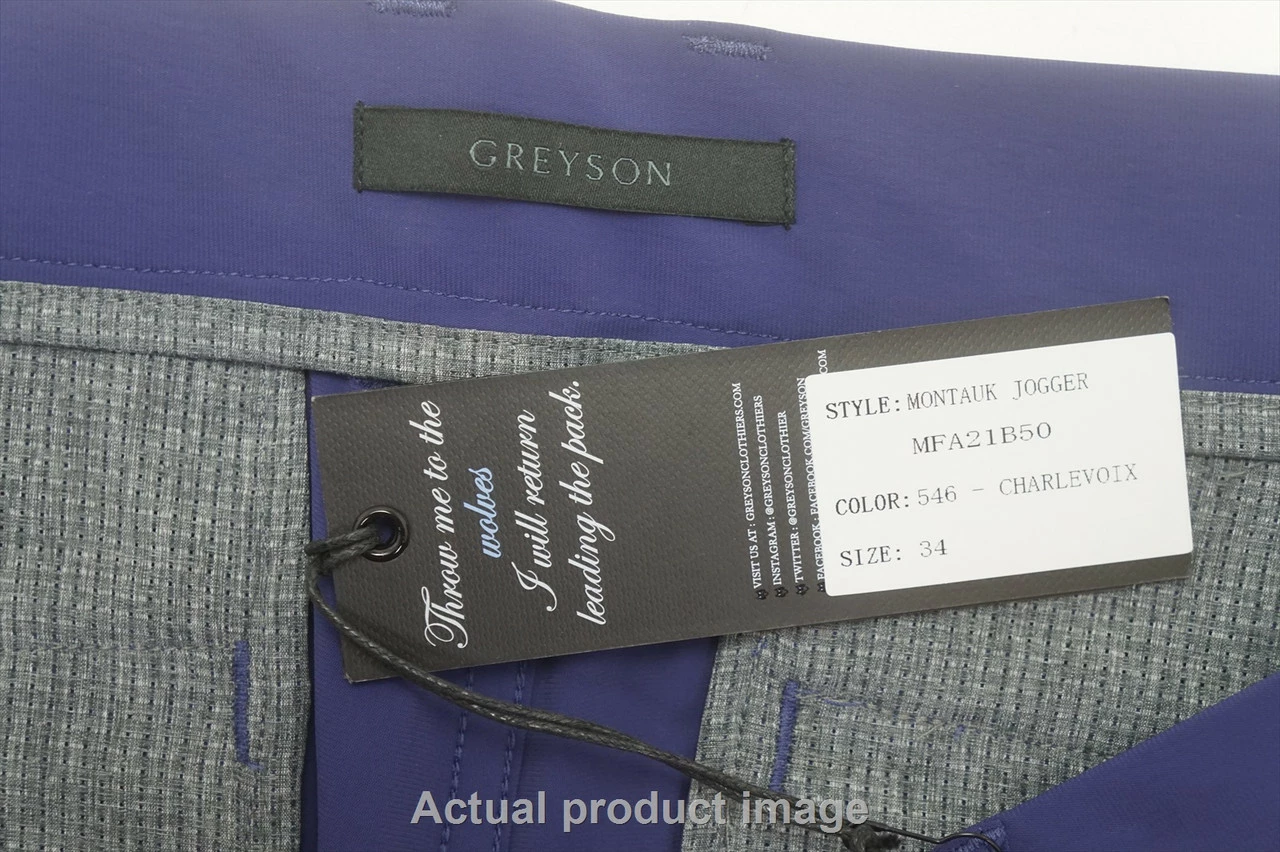 GREYSON
Throw me to the
wolves
I will return
leading the pack.
VISIT US AT : GREYSONCLOTHIERS.COM
INSTAGRAM : @GREYSONCLOTHIERS
TWITTER : @GREYSONCLOTHIER
FACEBOOK : FACEBOOK.COM/GREYSON
.COM
STYLE: MONTAUK JOGGER
MFA21B50
COLOR: 546 - CHARLEVOIX
SIZE: 34
Actual product image